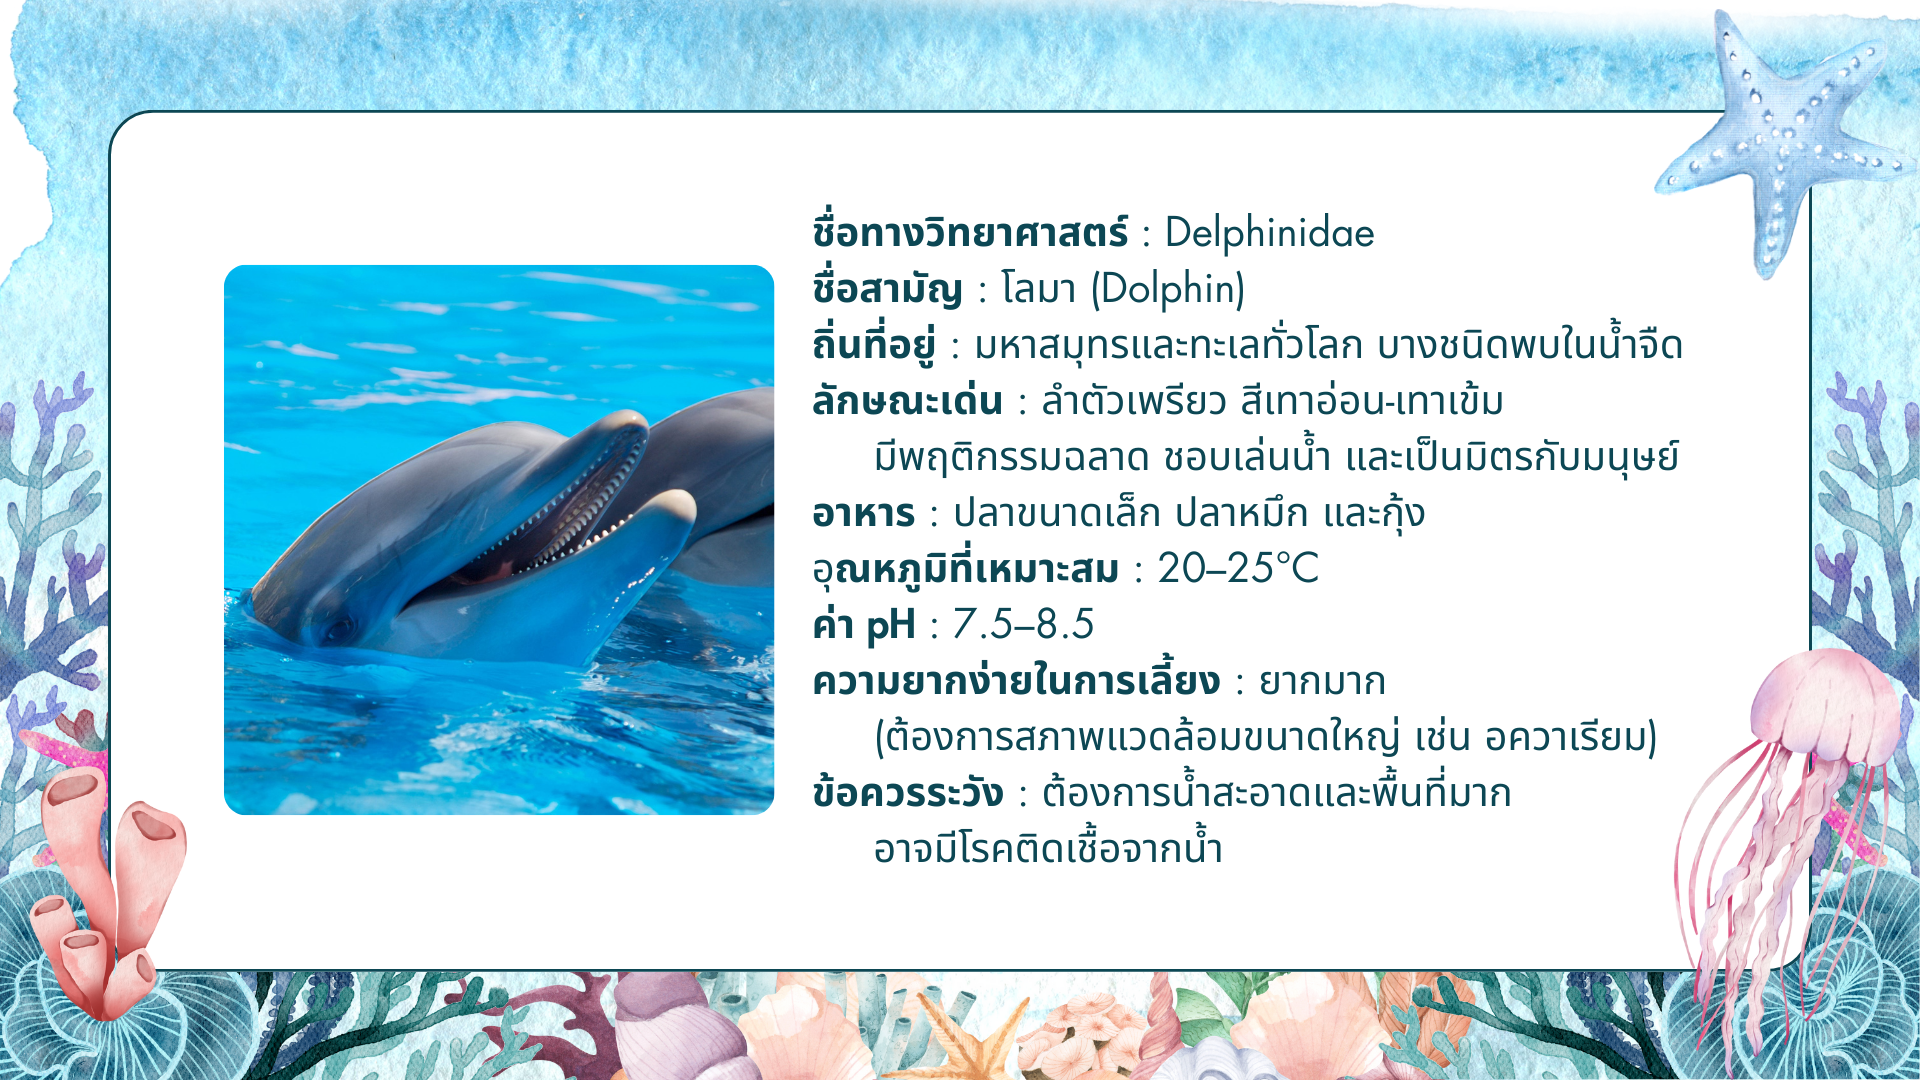 ชื่อทางวิทยาศาสตร์ : Delphinidae
ชื่อสามัญ : โลมา (Dolphin)
ถิ่นที่อยู่ : มหาสมุทรและทะเลทั่วโลก บางชนิดพบในน้ำจืด
ลักษณะเด่น : ลำตัวเพรียว สีเทาอ่อน-เทาเข้ม
มีพฤติกรรมฉลาด ชอบเล่นน้ำ และเป็นมิตรกับมนุษย์
อาหาร : ปลาขนาดเล็ก ปลาหมึก และกุ้ง
อุณหภูมิที่เหมาะสม : 20–25°C
ค่า pH : 7.5–8.5
ความยากง่ายในการเลี้ยง : ยากมาก
(ต้องการสภาพแวดล้อมขนาดใหญ่ เช่น อควาเรียม)
ข้อควรระวัง : ต้องการน้ำสะอาดและพื้นที่มาก
อาจมีโรคติดเชื้อจากน้ำ